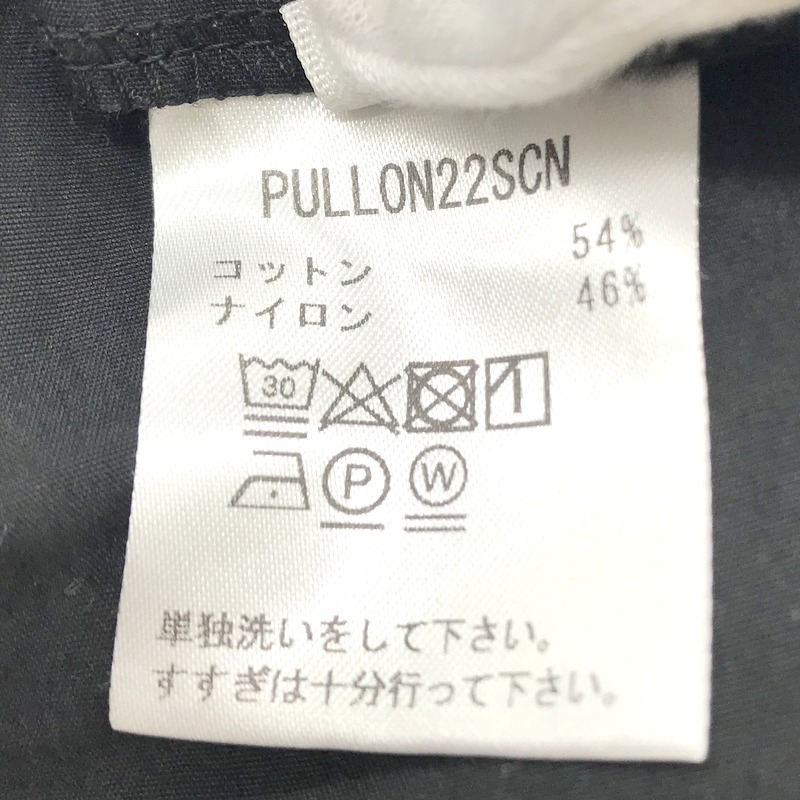 PULLON22SCN
コットン 54%
ナイロン 46%
30
P W
単独洗いをして下さい。
すすぎは十分行って下さい。